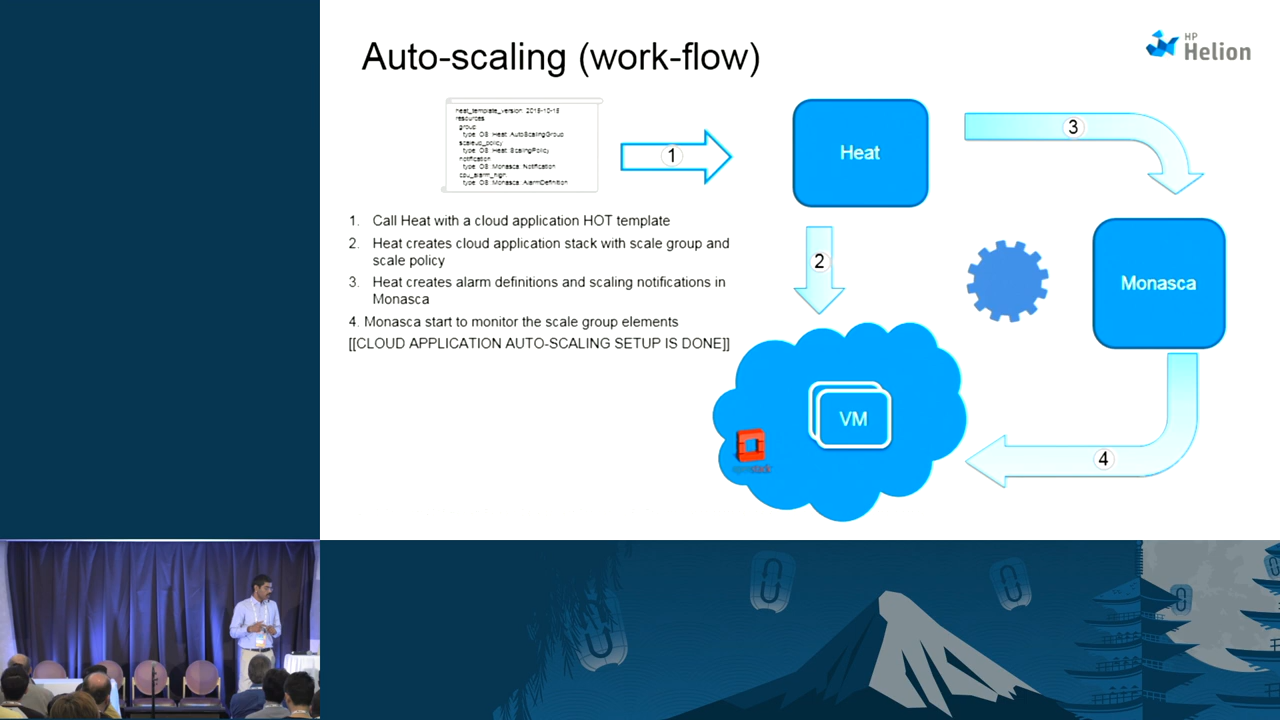 Auto-scaling (work-flow)
HP
Helion
heat_template_version: 2015-10-15
resources
group
type: OS::Heat::AutoScalingGroup
scaleup_policy
type: OS::Heat::ScalingPolicy
notification
type: OS::Monasca::Notification
cpu_alarm_high
type: OS::Monasca::AlarmDefinition
1
Heat
3
1. Call Heat with a cloud application HOT template
2. Heat creates cloud application stack with scale group and
scale policy
3. Heat creates alarm definitions and scaling notifications in
Monasca
4. Monasca start to monitor the scale group elements
[[CLOUD APPLICATION AUTO-SCALING SETUP IS DONE]]
2
Monasca
VM
openstack
4